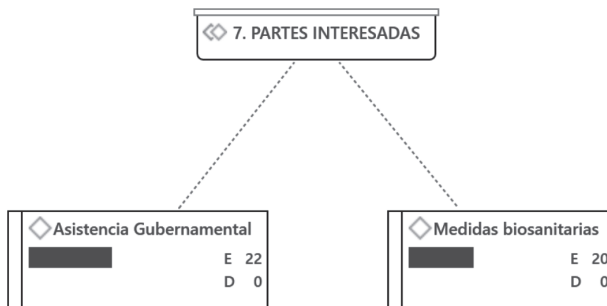 7. PARTES INTERESADAS
Asistencia Gubernamental
E 22
D 0
Medidas biosanitarias
E 20
D 0